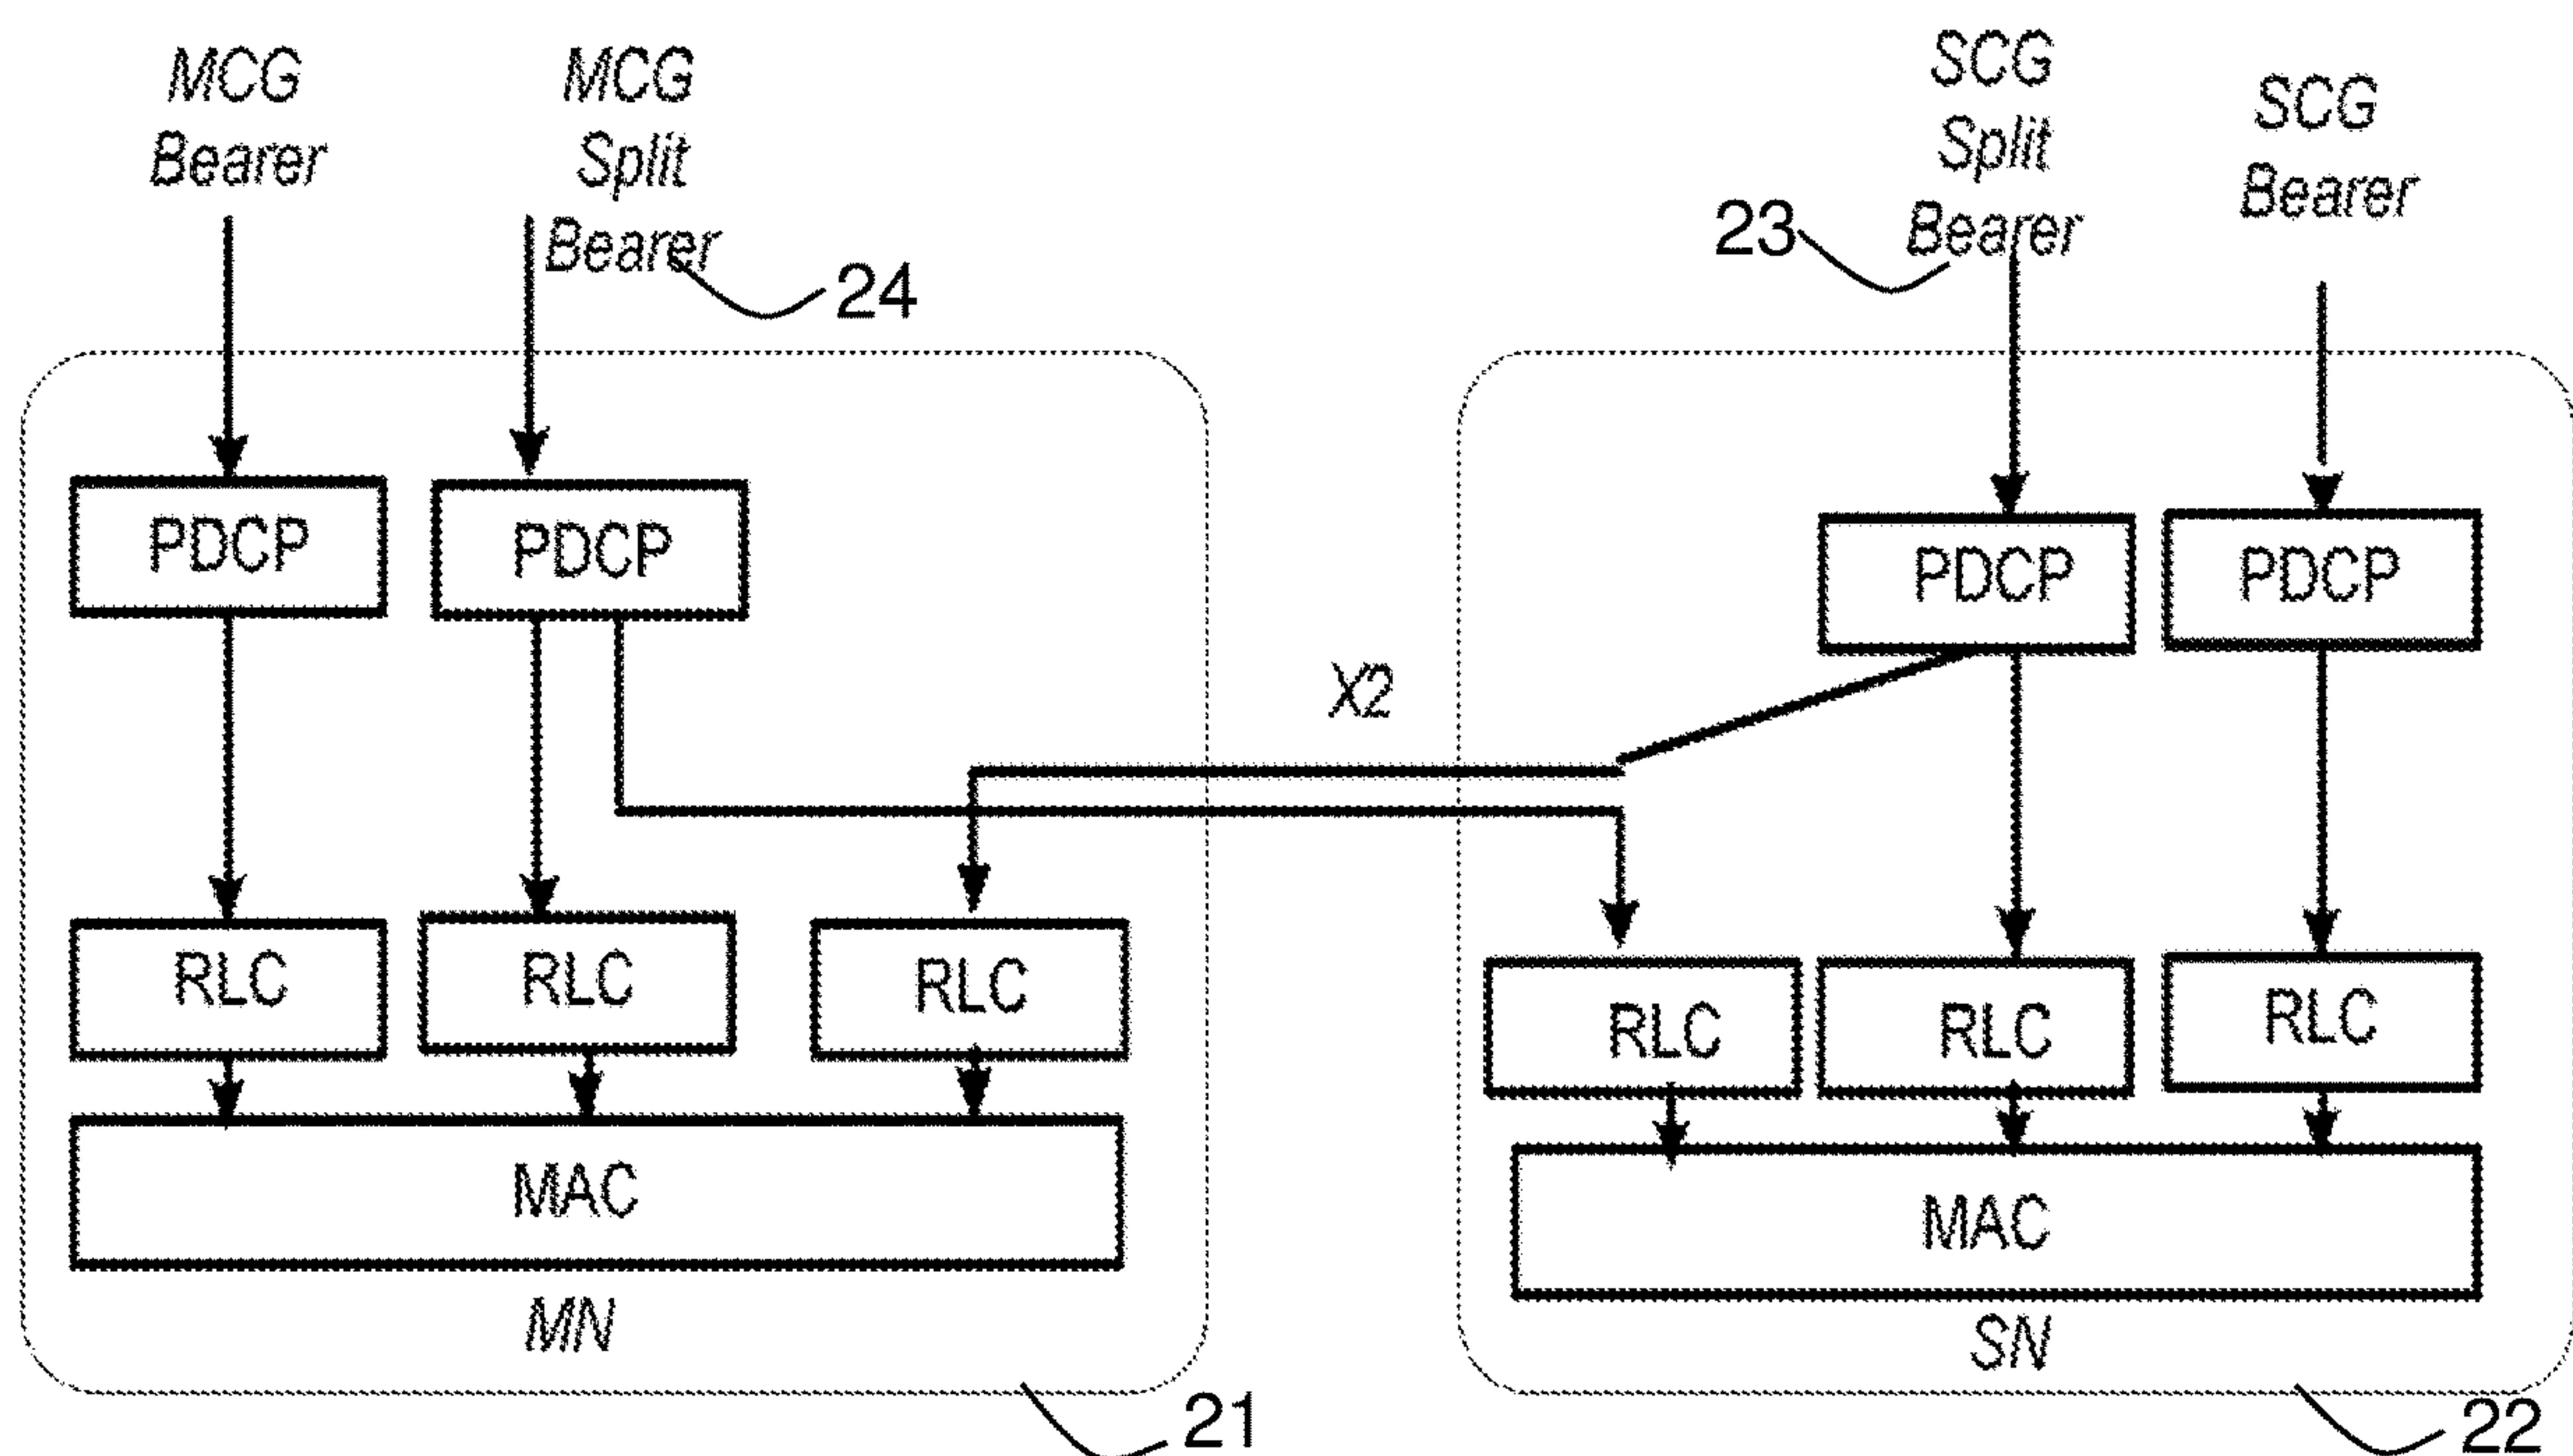 MCG
Bearer
MCG
Split
Bearer
24
SCG
Split
Bearer
23
SCG
Bearer
PDCP
PDCP
PDCP
PDCP
X2
RLC
RLC
RLC
RLC
RLC
RLC
MAC
MAC
MN
SN
21
22